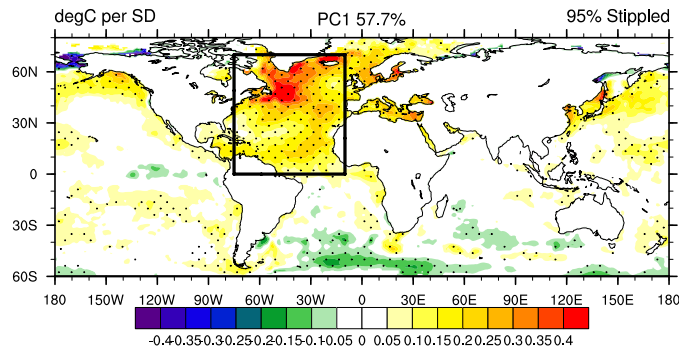 degC per SD PC1 57.7% 95% Stippled
60N
30N
0
30S
60S
180 150W 120W 90W 60W 30W 0 30E 60E 90E 120E 150E 180
-0.4-0.35-0.3-0.25-0.2-0.15-0.1-0.05 0 0.05 0.1 0.15 0.2 0.25 0.3 0.35 0.4